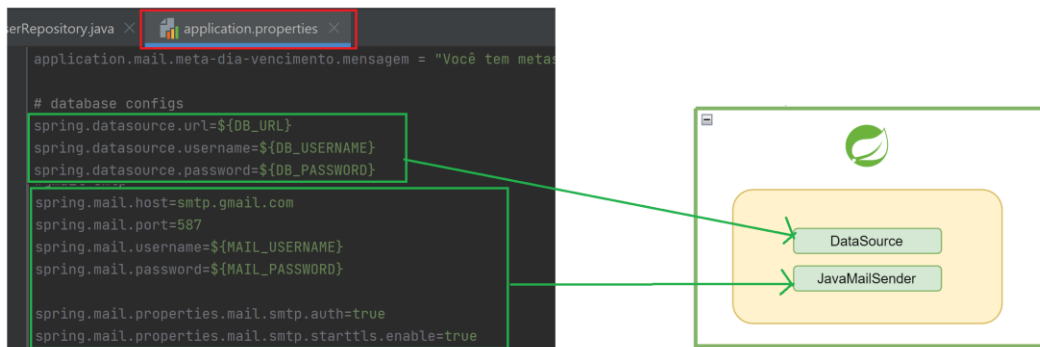 serRepository.java
application.properties
application.mail.meta-dia-vencimento.mensagem = "Você tem metas
# database configs
spring.datasource.url=${DB_URL}
spring.datasource.username=${DB_USERNAME}
spring.datasource.password=${DB_PASSWORD}
spring.mail.host=smtp.gmail.com
spring.mail.port=587
spring.mail.username=${MAIL_USERNAME}
spring.mail.password=${MAIL_PASSWORD}
spring.mail.properties.mail.smtp.auth=true
spring.mail.properties.mail.smtp.starttls.enable=true
DataSource
JavaMailSender